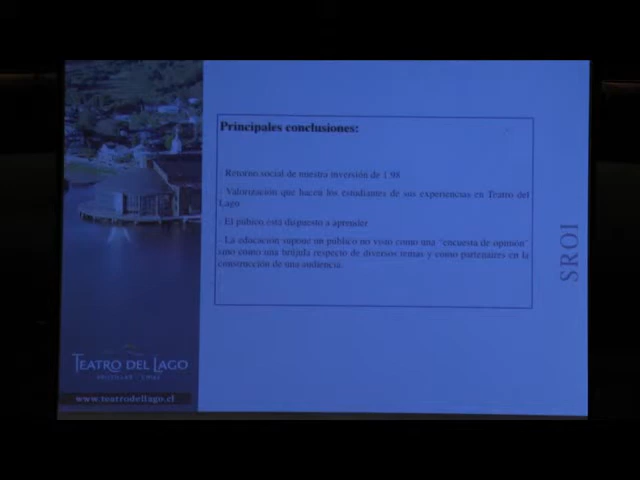 Principales conclusiones:
- Retorno social de nuestra inversión de 1.98
- Valorización que hacen los estudiantes de sus experiencias en Teatro del
Lago
- El púbico está dispuesto a aprender
- La educación supone un público no visto como una "encuesta de opinión"
sino como una brújula respecto de diversos temas y como partenaires en la
construcción de una audiencia.
SROI
TEATRO DEL LAGO
FRUTILLAR - CHILE
www.teatrodellago.cl